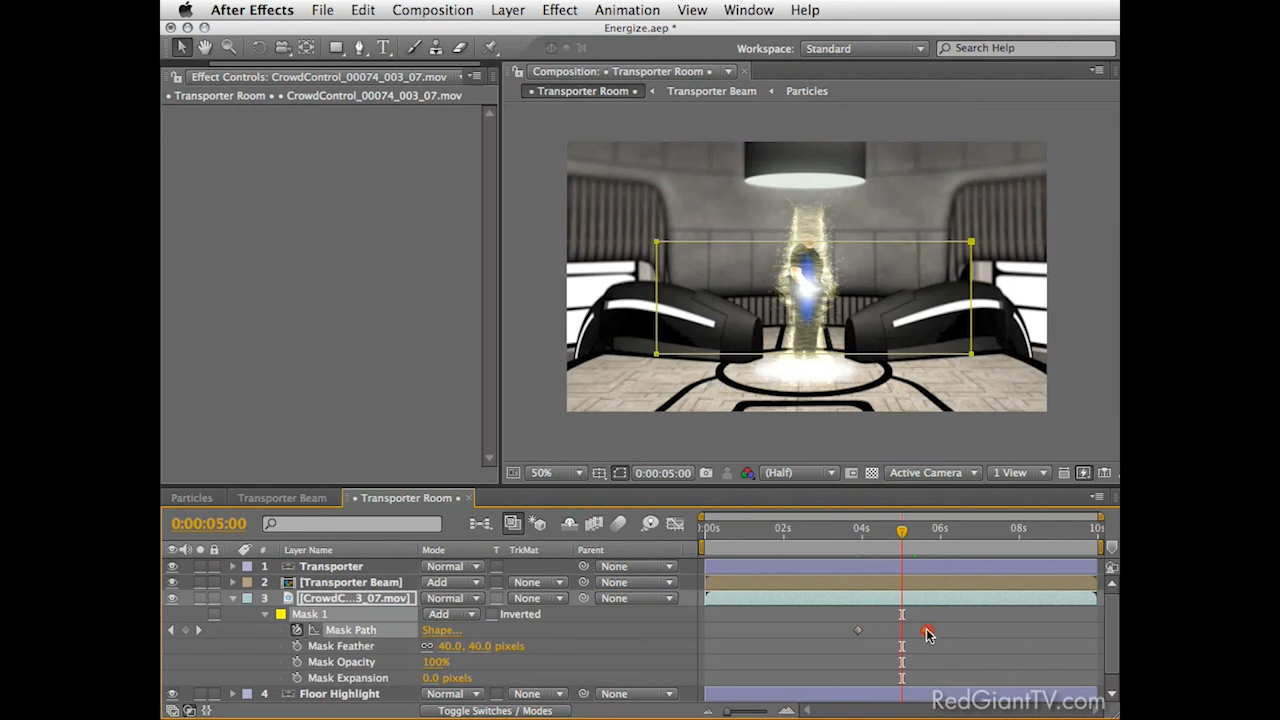 After Effects File Edit Composition Layer Effect Animation View Window Help
Energize.aep *
Workspace: Standard Search Help
Effect Controls: CrowdControl_00074_003_07.mov
Composition: • Transporter Room •
• Transporter Room • • CrowdControl_00074_003_07.mov
• Transporter Room • Transporter Beam Particles
50% 0:00:05:00 (Half) Active Camera 1 View
Particles Transporter Beam • Transporter Room •
0:00:05:00
:00s 02s 04s 06s 08s 10s
# Layer Name Mode T TrkMat Parent
1 Transporter Normal None
2 [Transporter Beam] Add None None
3 [CrowdC...3_07.mov] Normal None None
Mask 1 Add Inverted
Mask Path Shape...
Mask Feather 40.0, 40.0 pixels
Mask Opacity 100%
Mask Expansion 0.0 pixels
4 Floor Highlight Normal None None
Toggle Switches / Modes
RedGiantTV.com